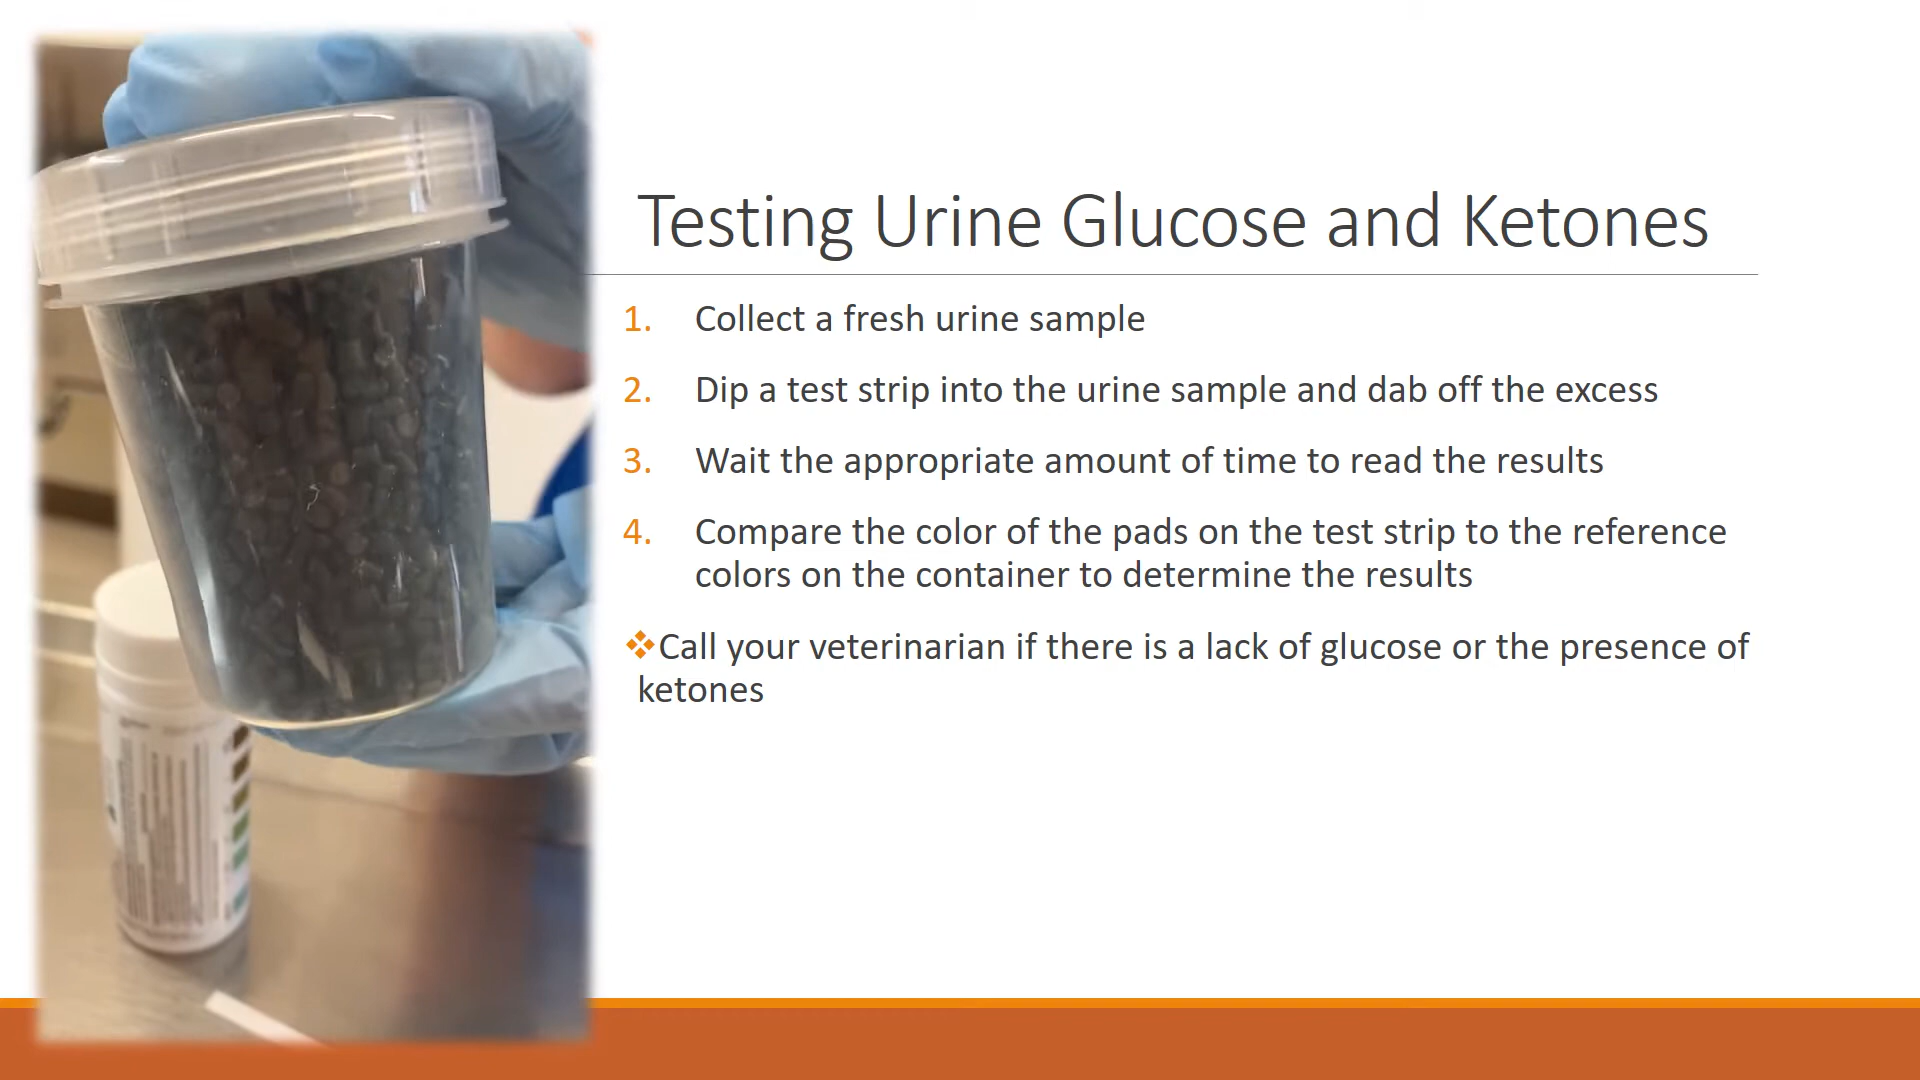 Testing Urine Glucose and Ketones
1. Collect a fresh urine sample
2. Dip a test strip into the urine sample and dab off the excess
3. Wait the appropriate amount of time to read the results
4. Compare the color of the pads on the test strip to the reference
colors on the container to determine the results
❖Call your veterinarian if there is a lack of glucose or the presence of
ketones